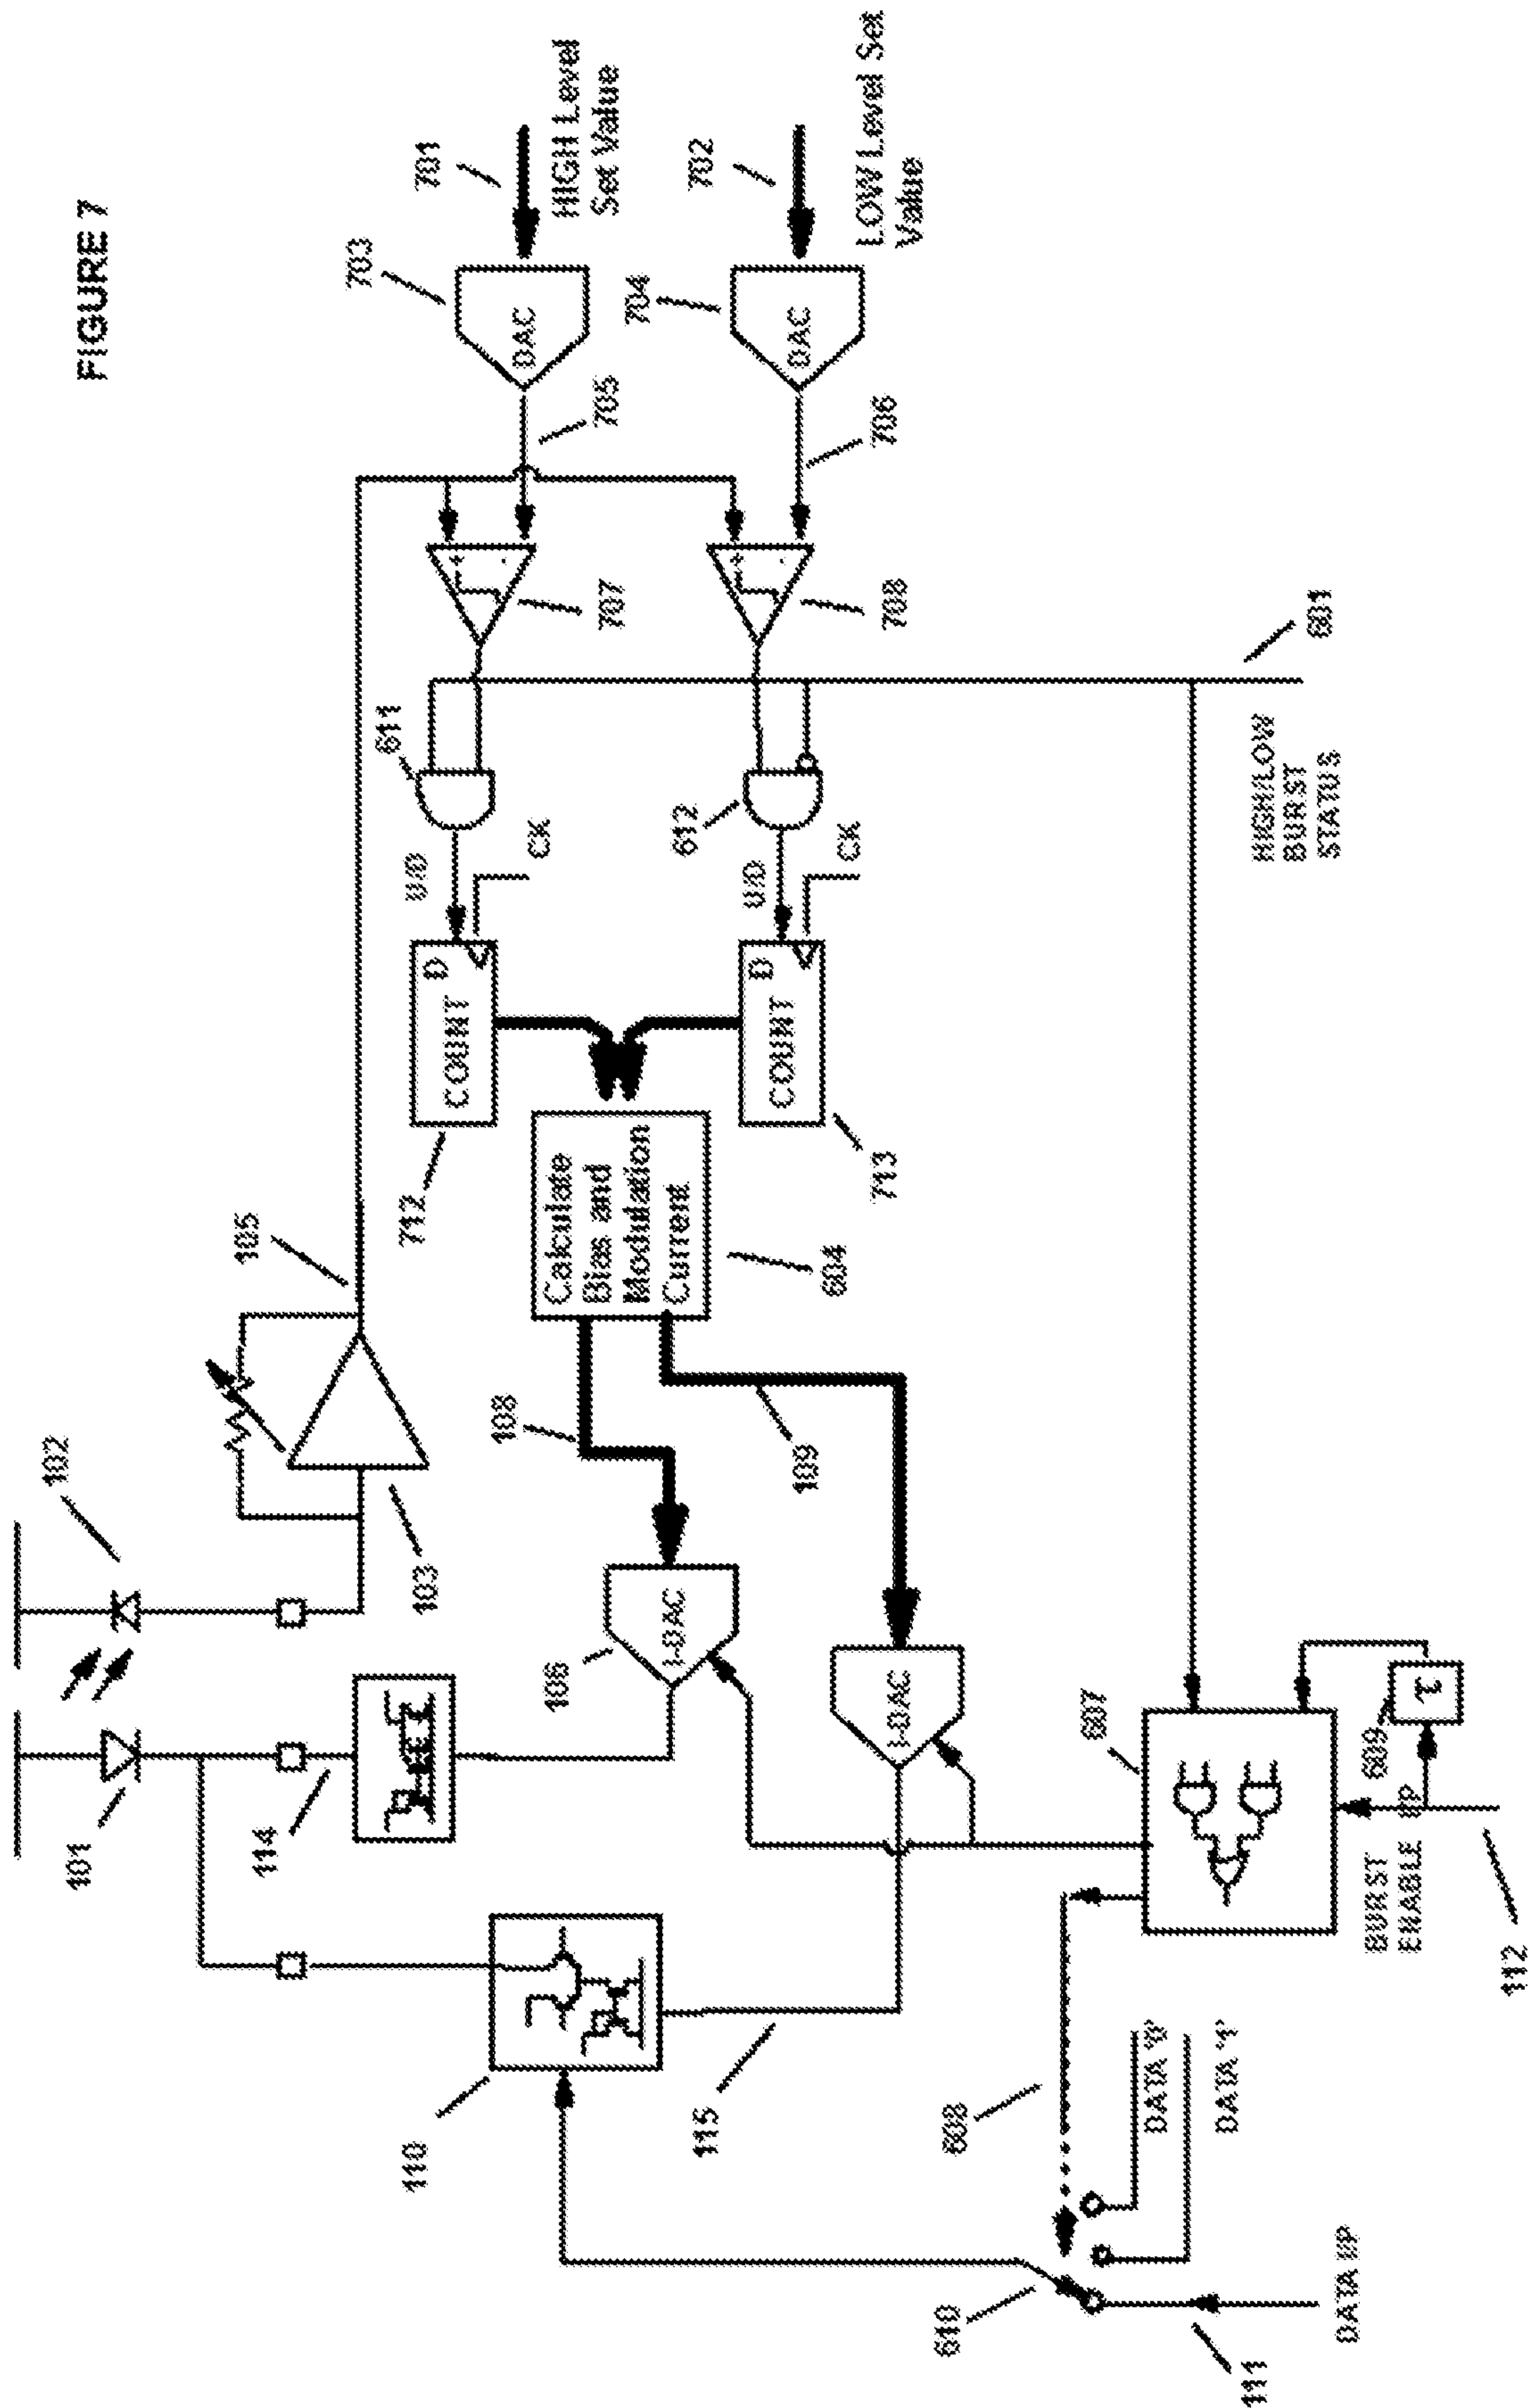 FIGURE 7
101
102
103
105
114
110
115
106
I-DAC
I-DAC
108
109
Calculate
Bias and
Modulation
Current
604
712
COUNT
D
COUNT
D
713
U/D
CK
U/D
CK
611
612
707
708
705
706
703
DAC
704
DAC
701
HIGH Level
Set Value
702
LOW Level Set
Value
601
HIGH/LOW
BURST
STATUS
607
609
τ
BURST
ENABLE I/P
112
608
DATA '0'
DATA '1'
610
DATA I/P
111